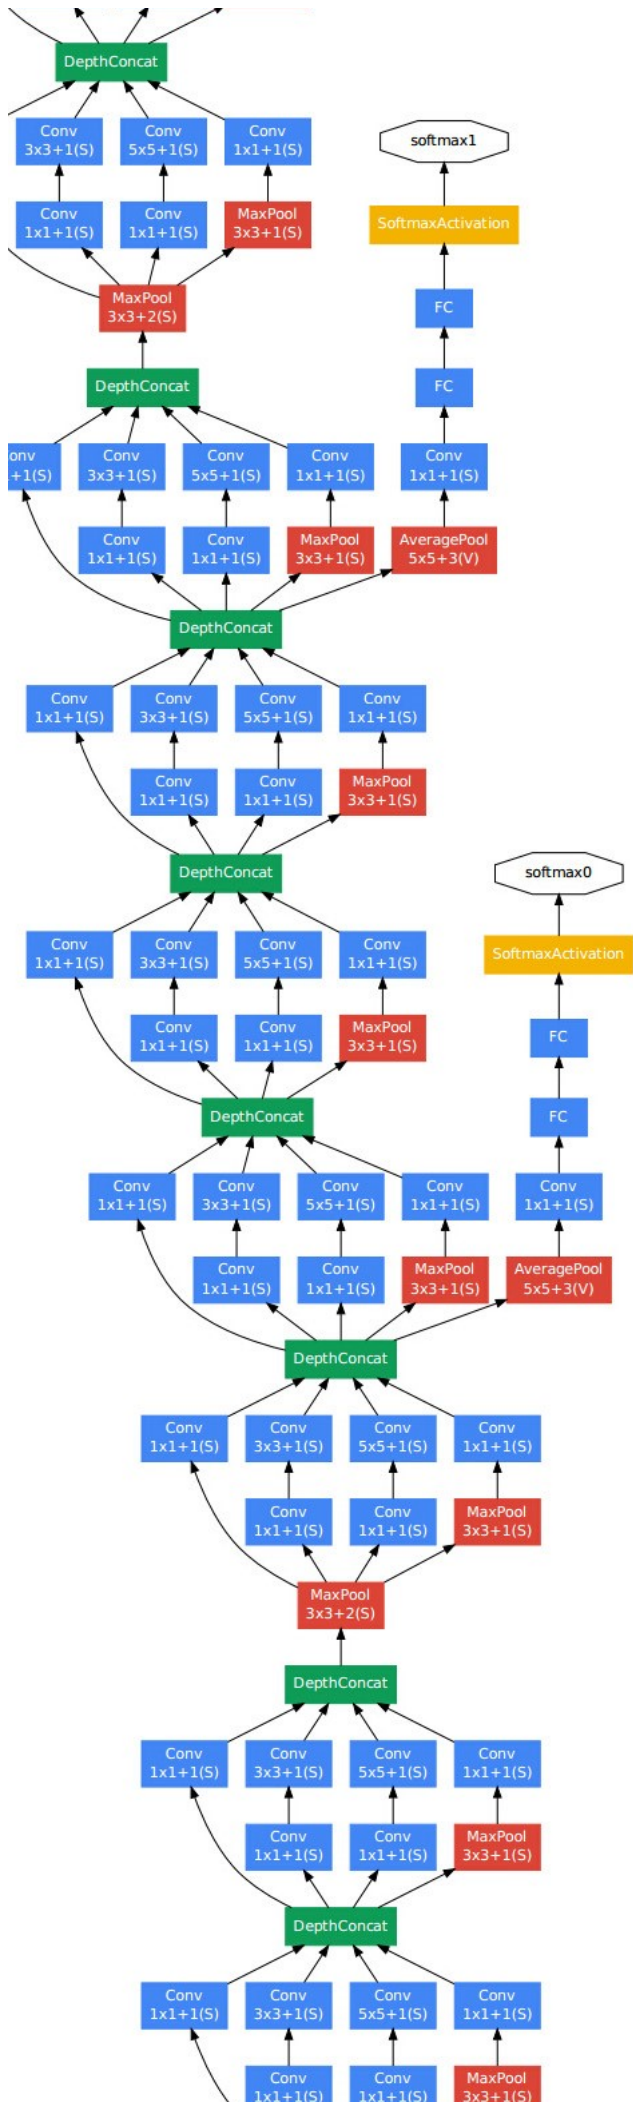 DepthConcat
Conv Conv Conv
3x3+1(S) 5x5+1(S) 1x1+1(S)
softmax1
Conv Conv MaxPool
1x1+1(S) 1x1+1(S) 3x3+1(S)
SoftmaxActivation
MaxPool
3x3+2(S)
FC
DepthConcat
FC
onv Conv Conv Conv Conv
+1(S) 3x3+1(S) 5x5+1(S) 1x1+1(S) 1x1+1(S)
Conv Conv MaxPool AveragePool
1x1+1(S) 1x1+1(S) 3x3+1(S) 5x5+3(V)
DepthConcat
Conv Conv Conv Conv
1x1+1(S) 3x3+1(S) 5x5+1(S) 1x1+1(S)
Conv Conv MaxPool
1x1+1(S) 1x1+1(S) 3x3+1(S)
DepthConcat
softmax0
Conv Conv Conv Conv
1x1+1(S) 3x3+1(S) 5x5+1(S) 1x1+1(S)
SoftmaxActivation
Conv Conv MaxPool
1x1+1(S) 1x1+1(S) 3x3+1(S)
FC
DepthConcat
FC
Conv Conv Conv Conv Conv
1x1+1(S) 3x3+1(S) 5x5+1(S) 1x1+1(S) 1x1+1(S)
Conv Conv MaxPool AveragePool
1x1+1(S) 1x1+1(S) 3x3+1(S) 5x5+3(V)
DepthConcat
Conv Conv Conv Conv
1x1+1(S) 3x3+1(S) 5x5+1(S) 1x1+1(S)
Conv Conv MaxPool
1x1+1(S) 1x1+1(S) 3x3+1(S)
MaxPool
3x3+2(S)
DepthConcat
Conv Conv Conv Conv
1x1+1(S) 3x3+1(S) 5x5+1(S) 1x1+1(S)
Conv Conv MaxPool
1x1+1(S) 1x1+1(S) 3x3+1(S)
DepthConcat
Conv Conv Conv Conv
1x1+1(S) 3x3+1(S) 5x5+1(S) 1x1+1(S)
Conv Conv MaxPool
1x1+1(S) 1x1+1(S) 3x3+1(S)